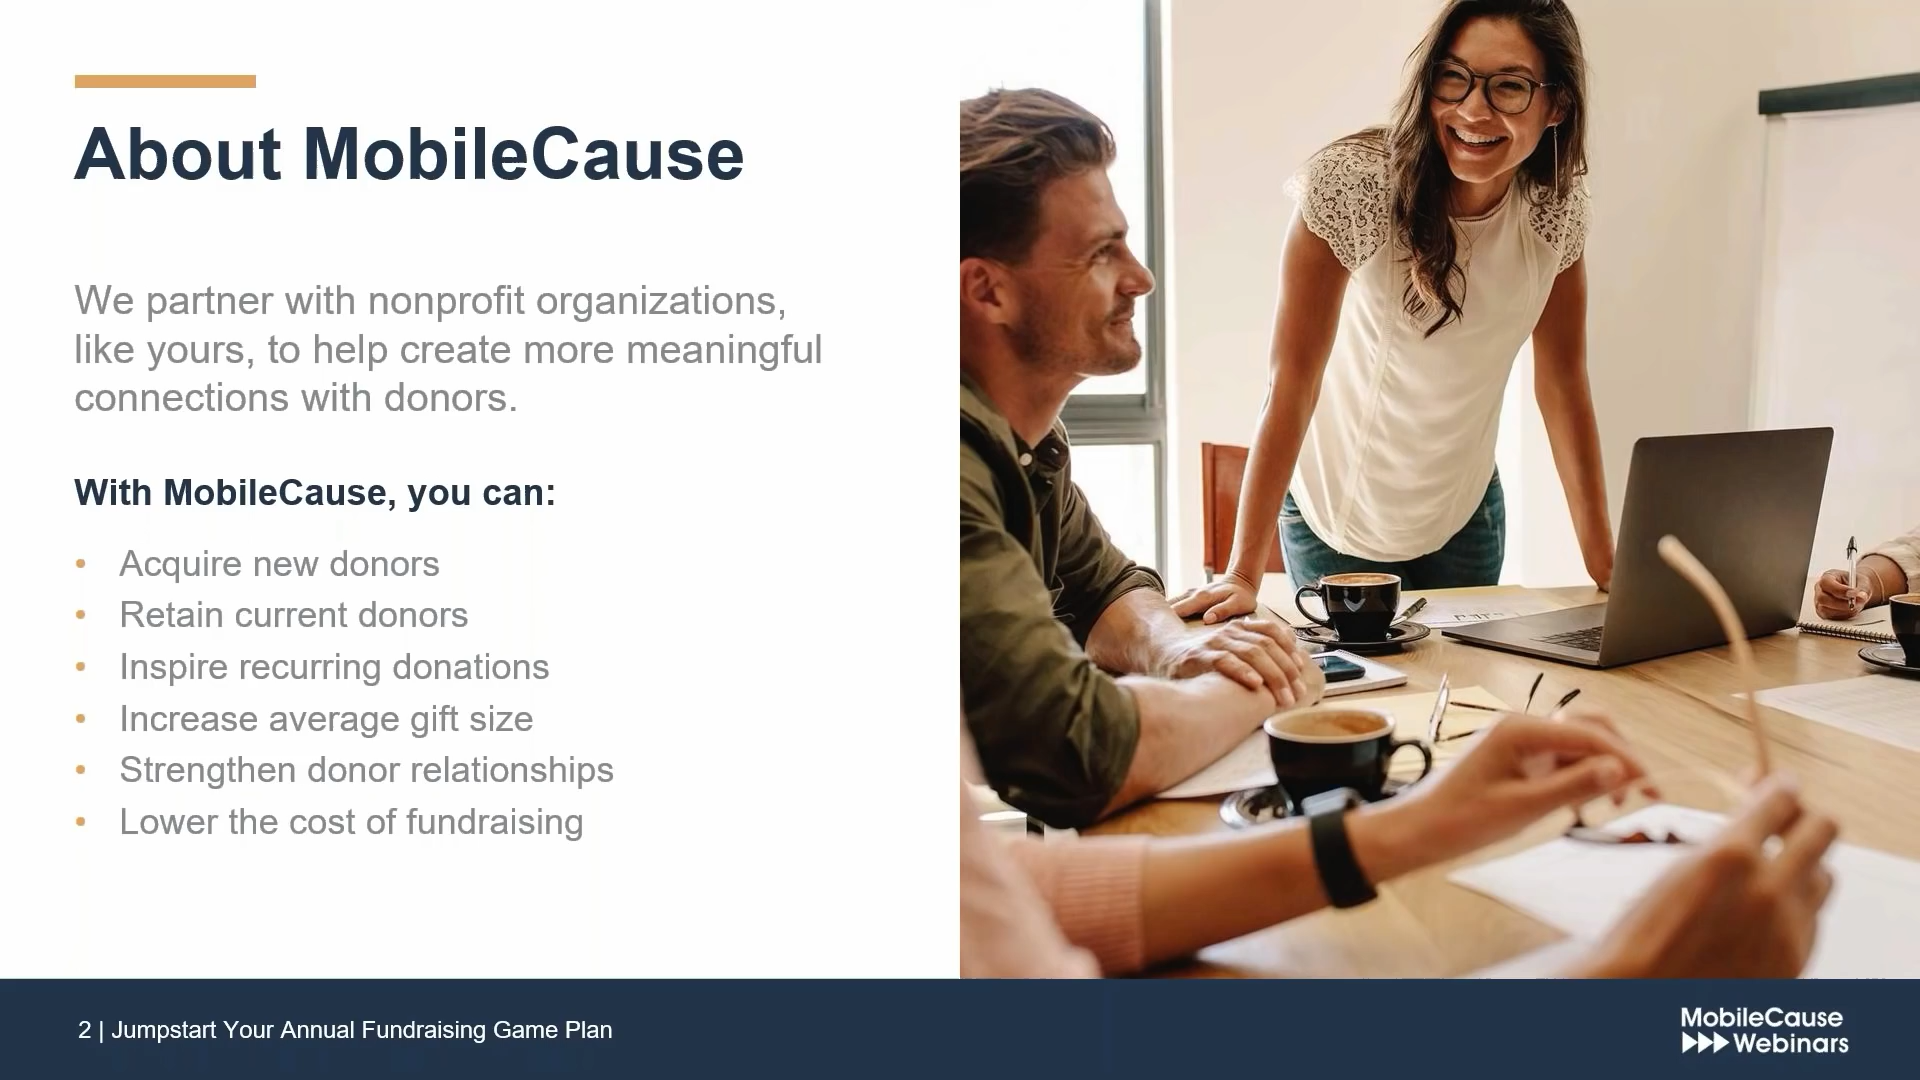 About MobileCause
We partner with nonprofit organizations,
like yours, to help create more meaningful
connections with donors.
With MobileCause, you can:
• Acquire new donors
• Retain current donors
• Inspire recurring donations
• Increase average gift size
• Strengthen donor relationships
• Lower the cost of fundraising
2 | Jumpstart Your Annual Fundraising Game Plan
MobileCause
Webinars